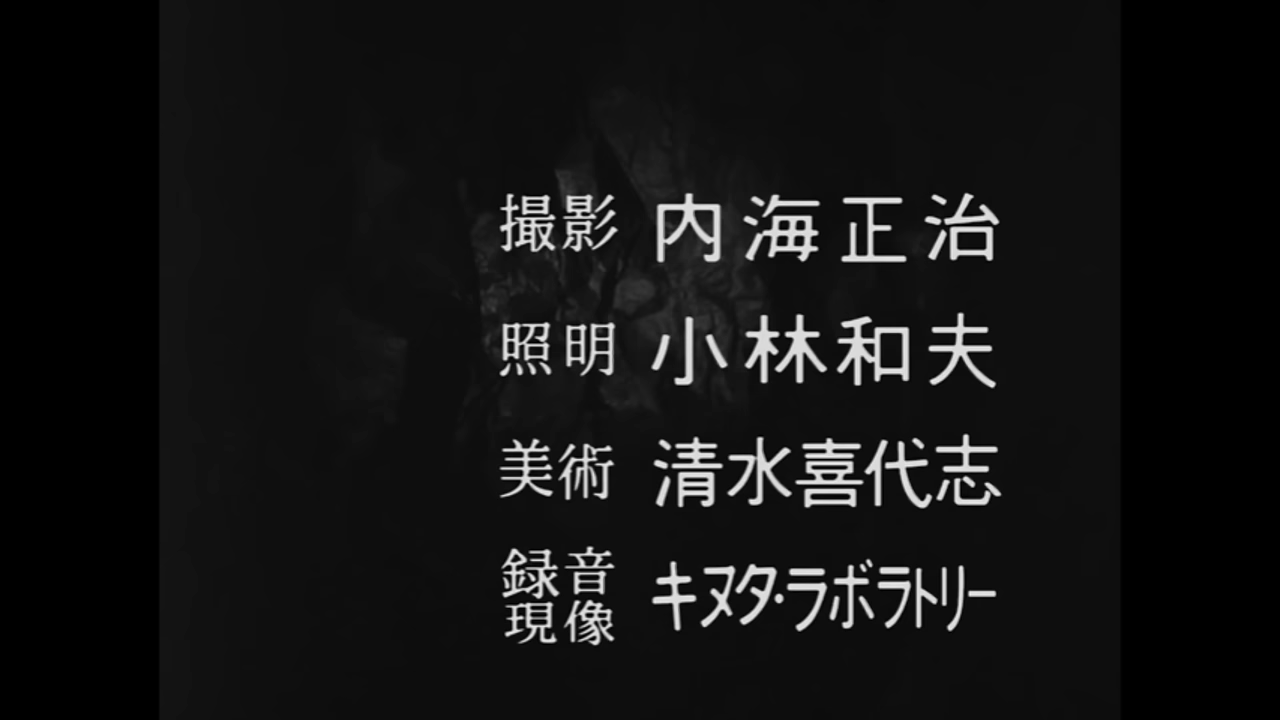 撮影 内海正治
照明 小林和夫
美術 清水喜代志
録音
現像 キヌタ・ラボラトリー